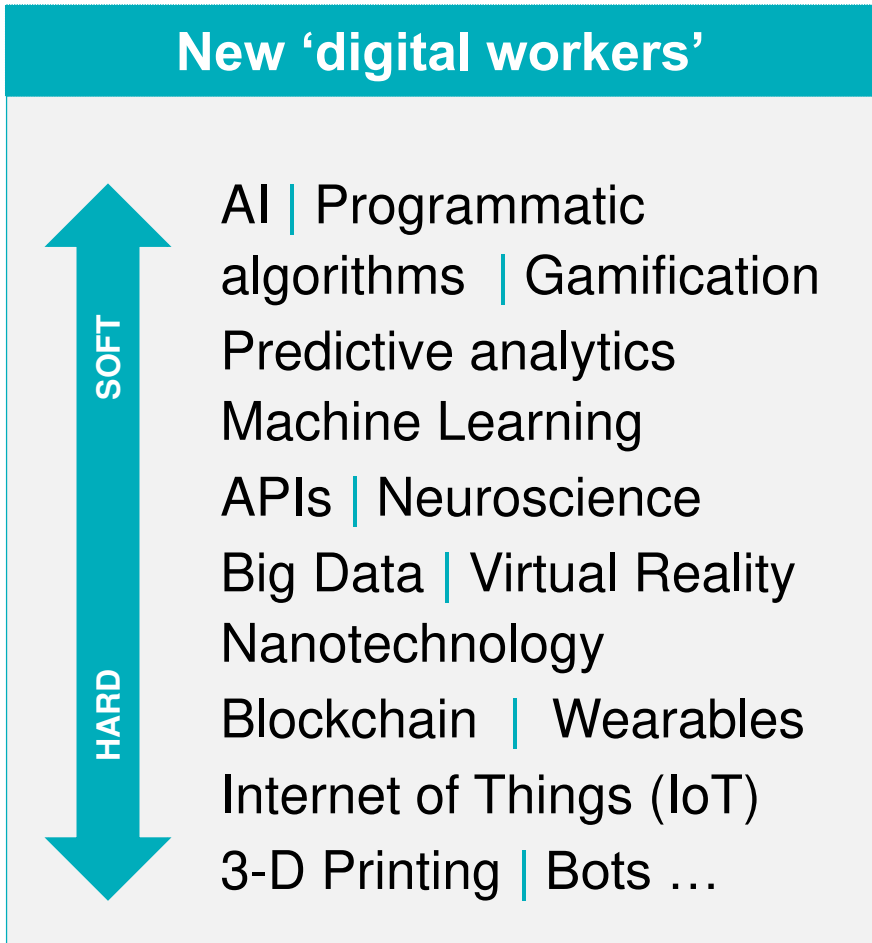 New ‘digital workers’
SOFT
HARD
AI | Programmatic
algorithms | Gamification
Predictive analytics
Machine Learning
APIs | Neuroscience
Big Data | Virtual Reality
Nanotechnology
Blockchain | Wearables
Internet of Things (IoT)
3-D Printing | Bots …